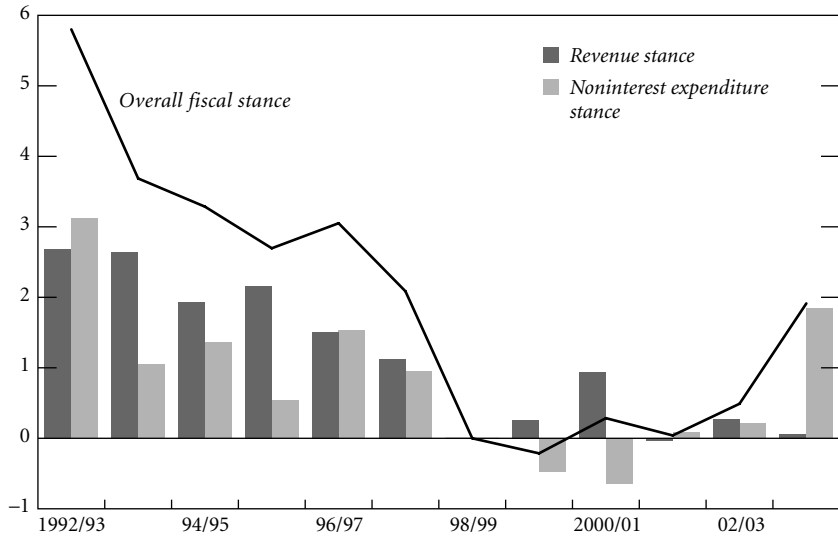 6
Revenue stance
5
Overall fiscal stance
Noninterest expenditure
stance
4
3
2
1
0
−1
1992/93 94/95 96/97 98/99 2000/01 02/03